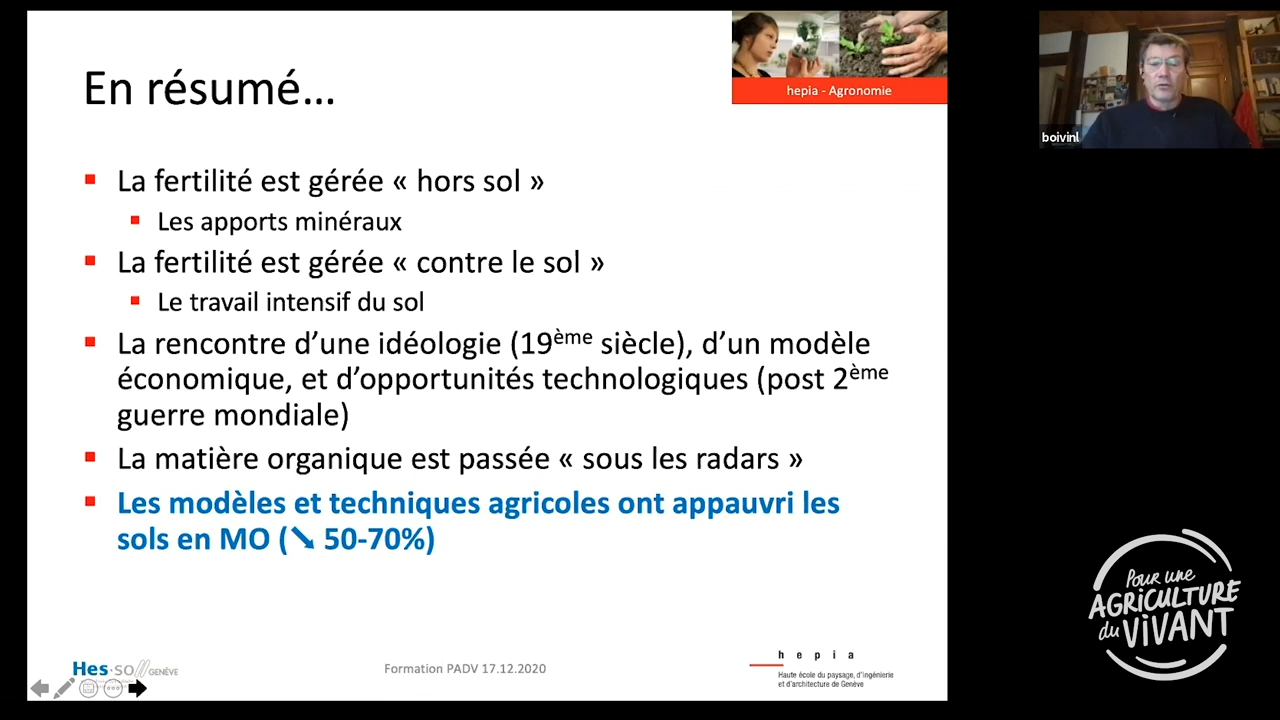 En résumé...
hepia - Agronomie
boivinl
La fertilité est gérée « hors sol »
Les apports minéraux
La fertilité est gérée « contre le sol »
Le travail intensif du sol
La rencontre d'une idéologie (19ème siècle), d'un modèle
économique, et d'opportunités technologiques (post 2ème
guerre mondiale)
La matière organique est passée « sous les radars »
Les modèles et techniques agricoles ont appauvri les
sols en MO (➘ 50-70%)
Pour une
AGRICULTURE
du VIVANT
Hes·so GENÈVE
Formation PADV 17.12.2020
hepia
Haute école du paysage, d'ingénierie
et d'architecture de Genève